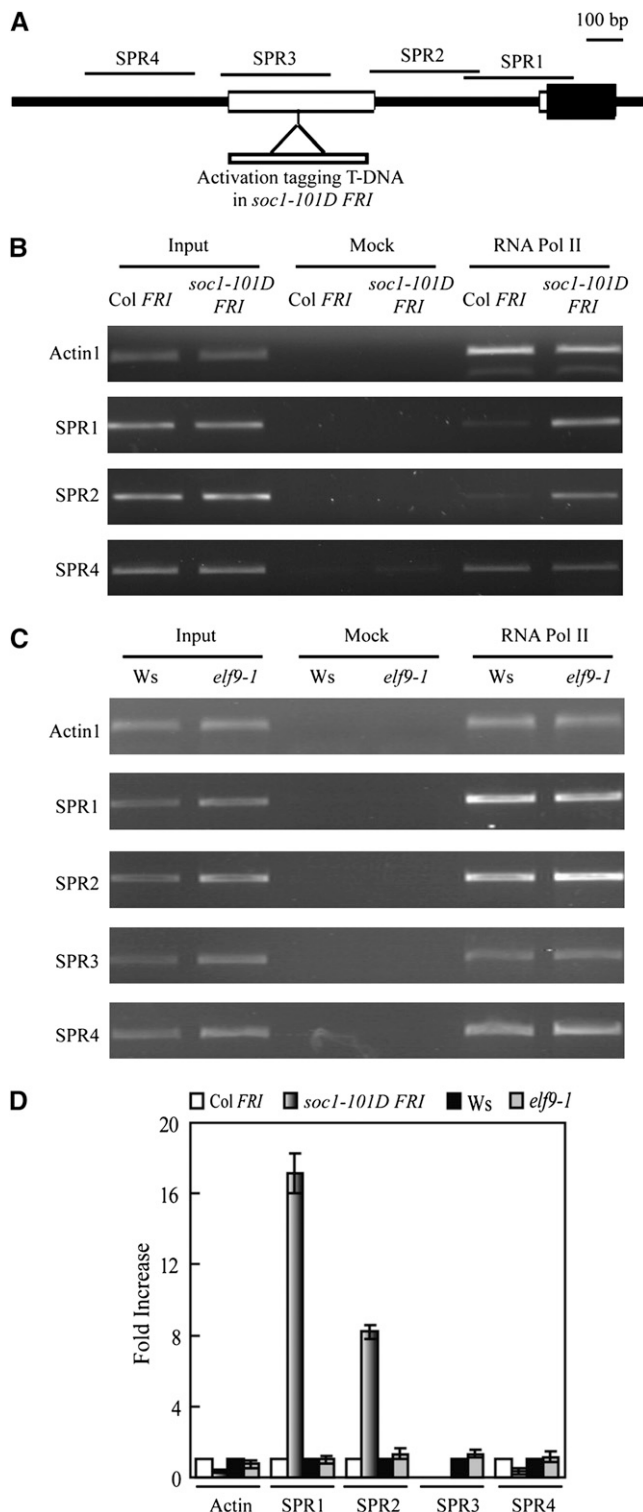 A
100 bp
SPR4 SPR3 SPR2 SPR1
Activation tagging T-DNA
in soc1-101D FRI
B
Input Mock RNA Pol II
Col FRI soc1-101D FRI Col FRI soc1-101D FRI Col FRI soc1-101D FRI
Actin1
SPR1
SPR2
SPR4
C
Input Mock RNA Pol II
Ws elf9-1 Ws elf9-1 Ws elf9-1
Actin1
SPR1
SPR2
SPR3
SPR4
D
Col FRI soc1-101D FRI Ws elf9-1
Fold Increase
20
16
12
8
4
0
Actin SPR1 SPR2 SPR3 SPR4